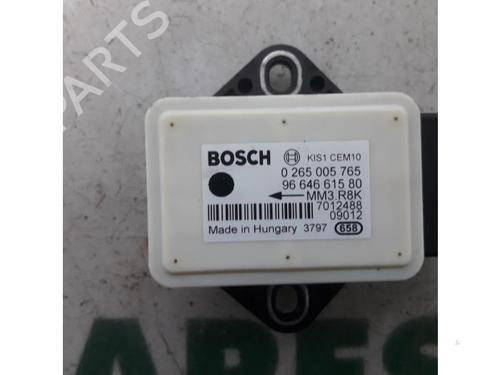 PARTS
BOSCH KIS1 CEM10
0 265 005 765
96 646 615 80
MM3.R8K
7012488
09012
Made in Hungary 3797 658